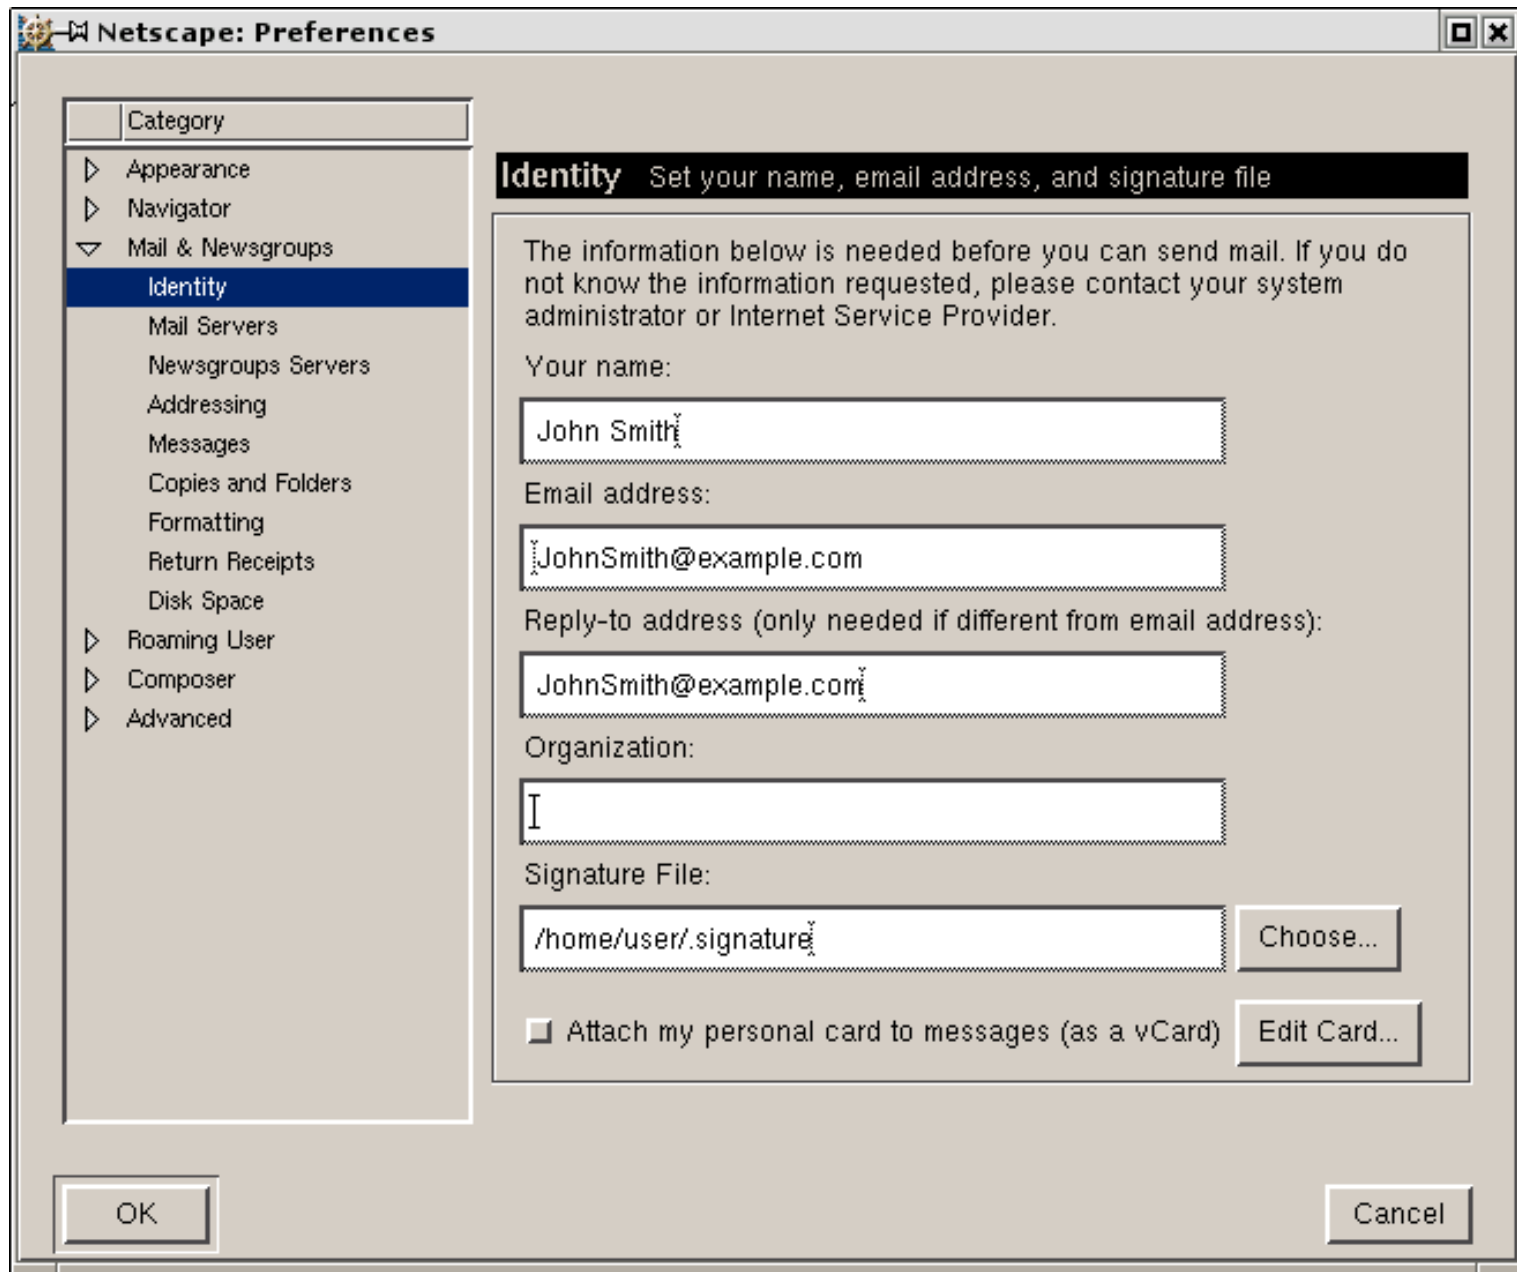 Netscape: Preferences
Category
Appearance
Navigator
Mail & Newsgroups
Identity
Mail Servers
Newsgroups Servers
Addressing
Messages
Copies and Folders
Formatting
Return Receipts
Disk Space
Roaming User
Composer
Advanced
Identity Set your name, email address, and signature file
The information below is needed before you can send mail. If you do
not know the information requested, please contact your system
administrator or Internet Service Provider.
Your name:
John Smith
Email address:
JohnSmith@example.com
Reply-to address (only needed if different from email address):
JohnSmith@example.com
Organization:
Signature File:
/home/user/.signature
Choose...
Attach my personal card to messages (as a vCard)
Edit Card...
OK
Cancel